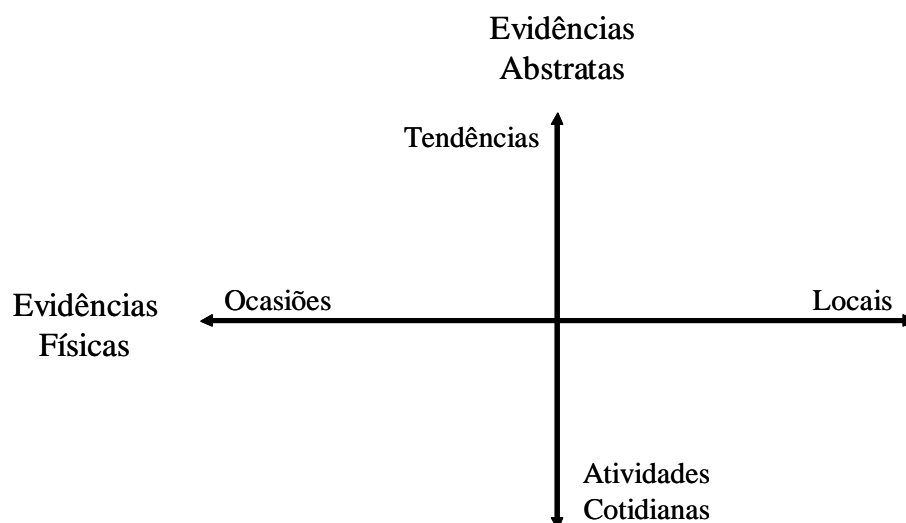 Evidências
Abstratas
Tendências
Evidências
Físicas
Ocasiões
Locais
Atividades
Cotidianas